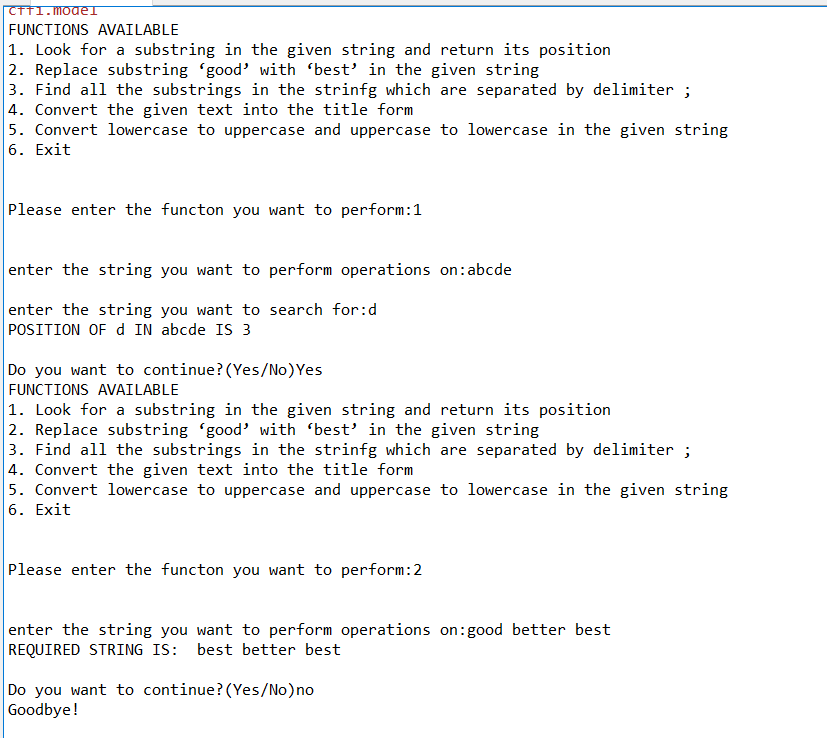 cffi.model
FUNCTIONS AVAILABLE
1. Look for a substring in the given string and return its position
2. Replace substring ‘good’ with ‘best’ in the given string
3. Find all the substrings in the strinfg which are separated by delimiter ;
4. Convert the given text into the title form
5. Convert lowercase to uppercase and uppercase to lowercase in the given string
6. Exit
Please enter the functon you want to perform:1
enter the string you want to perform operations on:abcde
enter the string you want to search for:d
POSITION OF d IN abcde IS 3
Do you want to continue?(Yes/No)Yes
FUNCTIONS AVAILABLE
1. Look for a substring in the given string and return its position
2. Replace substring ‘good’ with ‘best’ in the given string
3. Find all the substrings in the strinfg which are separated by delimiter ;
4. Convert the given text into the title form
5. Convert lowercase to uppercase and uppercase to lowercase in the given string
6. Exit
Please enter the functon you want to perform:2
enter the string you want to perform operations on:good better best
REQUIRED STRING IS:  best better best
Do you want to continue?(Yes/No)no
Goodbye!